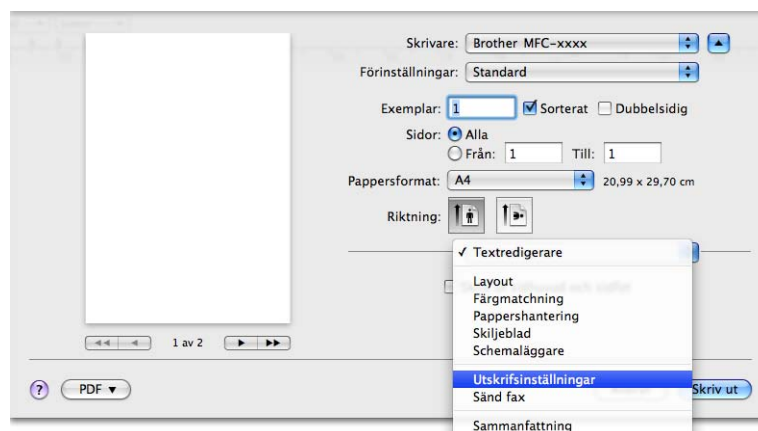 Skrivare: Brother MFC-xxxx
Förinställningar: Standard
Exemplar: 1 Sorterat Dubbelsidig
Sidor: Alla
Från: 1 Till: 1
Pappersformat: A4 20,99 x 29,70 cm
Riktning:
✓ Textredigerare
Layout
Färgmatchning
Pappershantering
Skiljeblad
Schemaläggare
Utskrifsinställningar
Sänd fax
Sammanfattning
1 av 2
? PDF ▼
Skriv ut